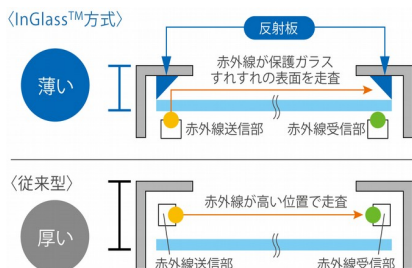 〈InGlass™方式〉
反射板
薄い
赤外線が保護ガラス
すれすれの表面を走査
赤外線送信部
赤外線受信部
〈従来型〉
厚い
赤外線が高い位置で走査
赤外線送信部
赤外線受信部